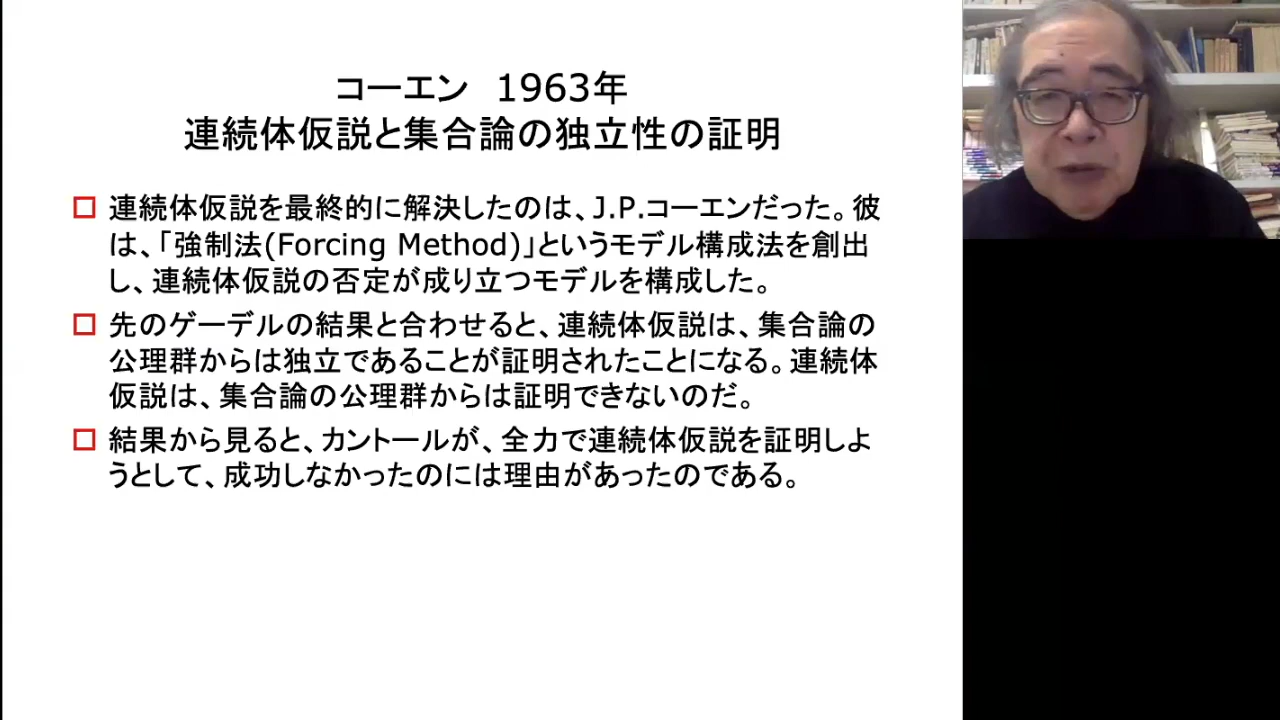 コーエン 1963年
連続体仮説と集合論の独立性の証明
連続体仮説を最終的に解決したのは、J.P.コーエンだった。彼
は、「強制法(Forcing Method)」というモデル構成法を創出
し、連続体仮説の否定が成り立つモデルを構成した。
先のゲーデルの結果と合わせると、連続体仮説は、集合論の
公理群からは独立であることが証明されたことになる。連続体
仮説は、集合論の公理群からは証明できないのだ。
結果から見ると、カントールが、全力で連続体仮説を証明しよ
うとして、成功しなかったのには理由があったのである。